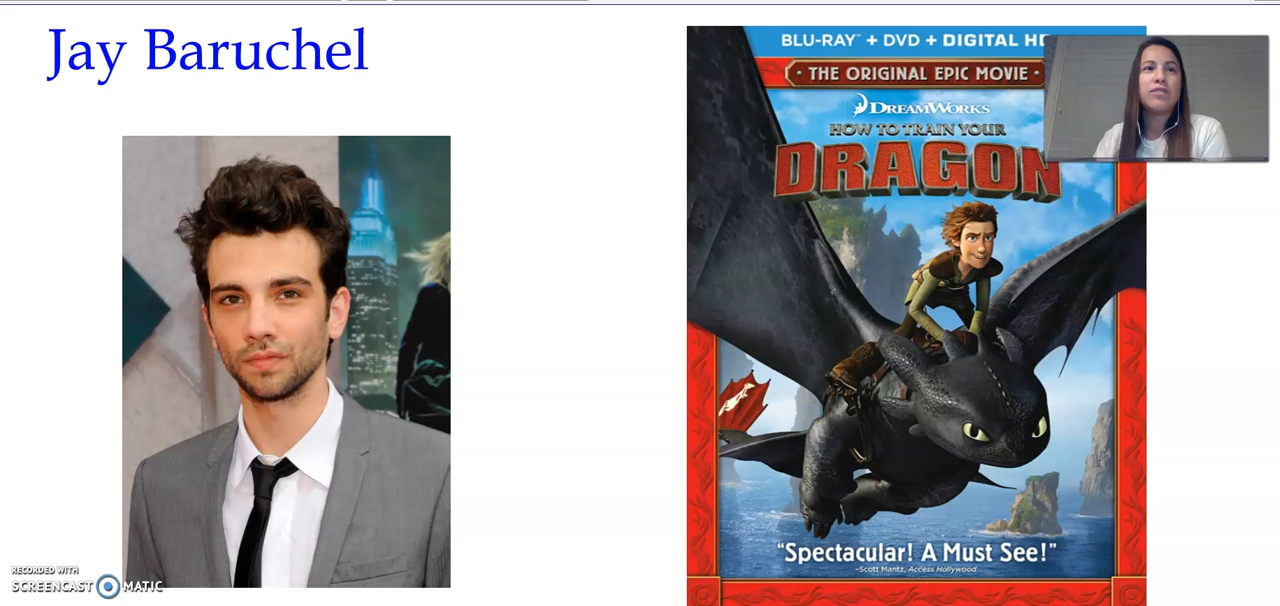 Jay Baruchel
BLU-RAY™ + DVD + DIGITAL HD
• THE ORIGINAL EPIC MOVIE •
DREAMWORKS
HOW TO TRAIN YOUR
DRAGON
"Spectacular! A Must See!"
-Scott Mantz, Access Hollywood
RECORDED WITH
SCREENCAST MATIC